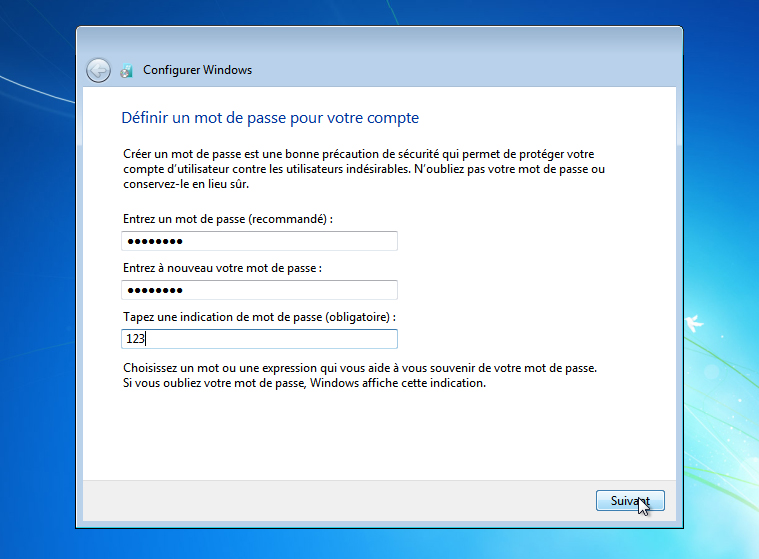 Configurer Windows
Définir un mot de passe pour votre compte
Créer un mot de passe est une bonne précaution de sécurité qui permet de protéger votre
compte d'utilisateur contre les utilisateurs indésirables. N'oubliez pas votre mot de passe ou
conservez-le en lieu sûr.
Entrez un mot de passe (recommandé) :
●●●●●●●●
Entrez à nouveau votre mot de passe :
●●●●●●●●
Tapez une indication de mot de passe (obligatoire) :
123
Choisissez un mot ou une expression qui vous aide à vous souvenir de votre mot de passe.
Si vous oubliez votre mot de passe, Windows affiche cette indication.
Suivant